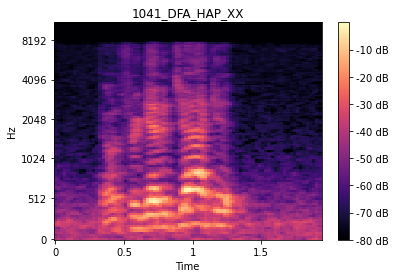 1041_DFA_HAP_XX
8192
4096
2048
1024
512
0
Hz
0
0.5
1
1.5
Time
-10 dB
-20 dB
-30 dB
-40 dB
-50 dB
-60 dB
-70 dB
-80 dB